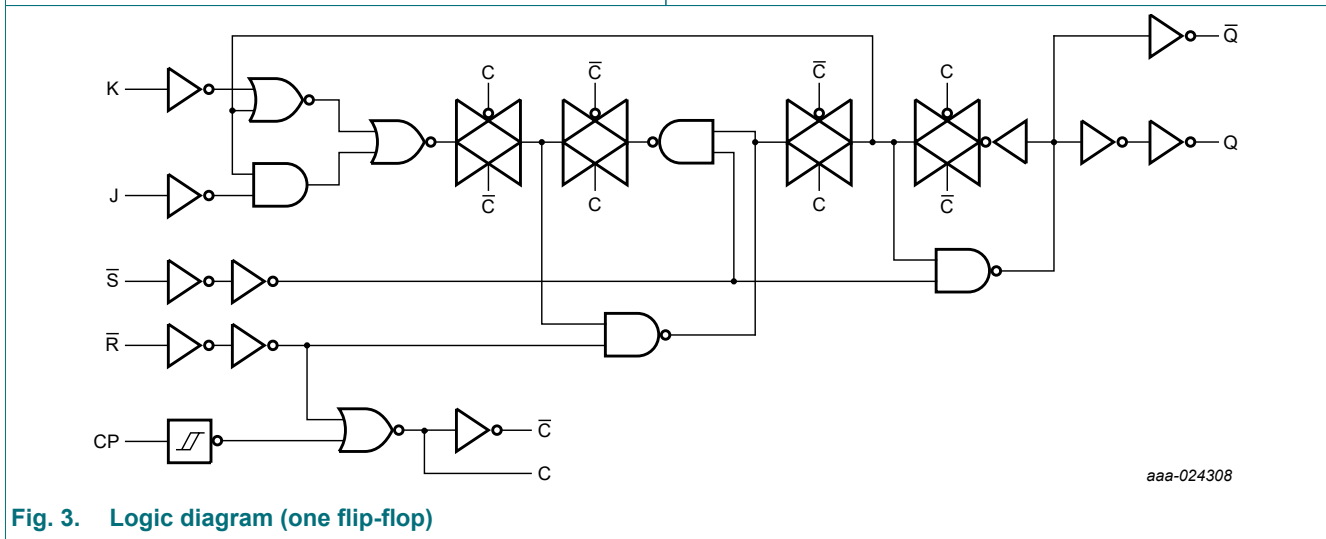 Q̅
K
C
C̅
C̅
C
Q
J
C̅
C
C
C̅
S̅
R̅
CP
C̅
C
aaa-024308
Fig. 3. Logic diagram (one flip-flop)